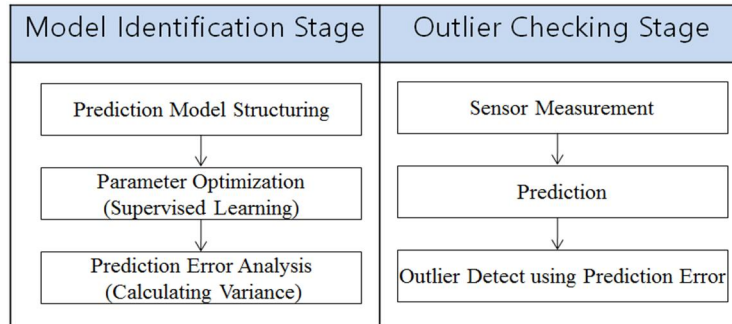 Model Identification Stage
Prediction Model Structuring
Parameter Optimization
(Supervised Learning)
Prediction Error Analysis
(Calculating Variance)
Outlier Checking Stage
Sensor Measurement
Prediction
Outlier Detect using Prediction Error